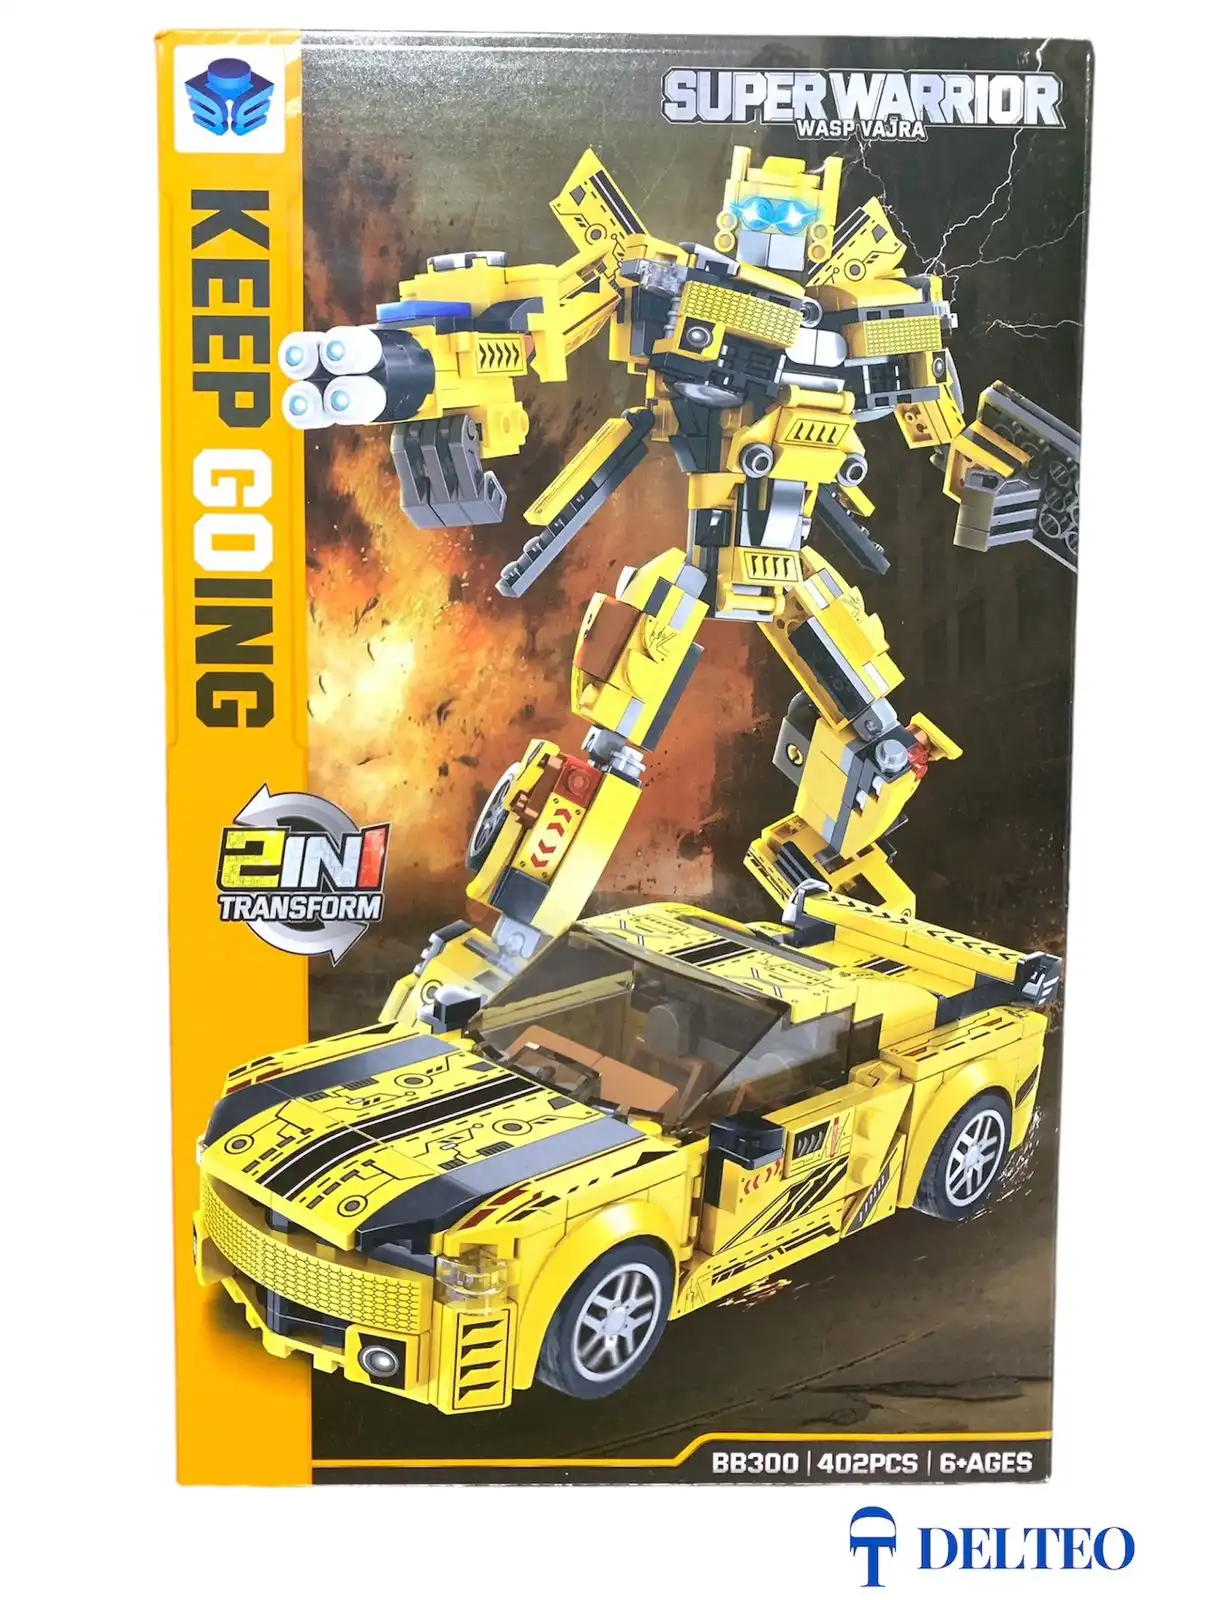 SUPER WARRIOR
WASP VAJRA
KEEP GOING
2IN1
TRANSFORM
BB300 | 402PCS | 6+AGES
DELTEO